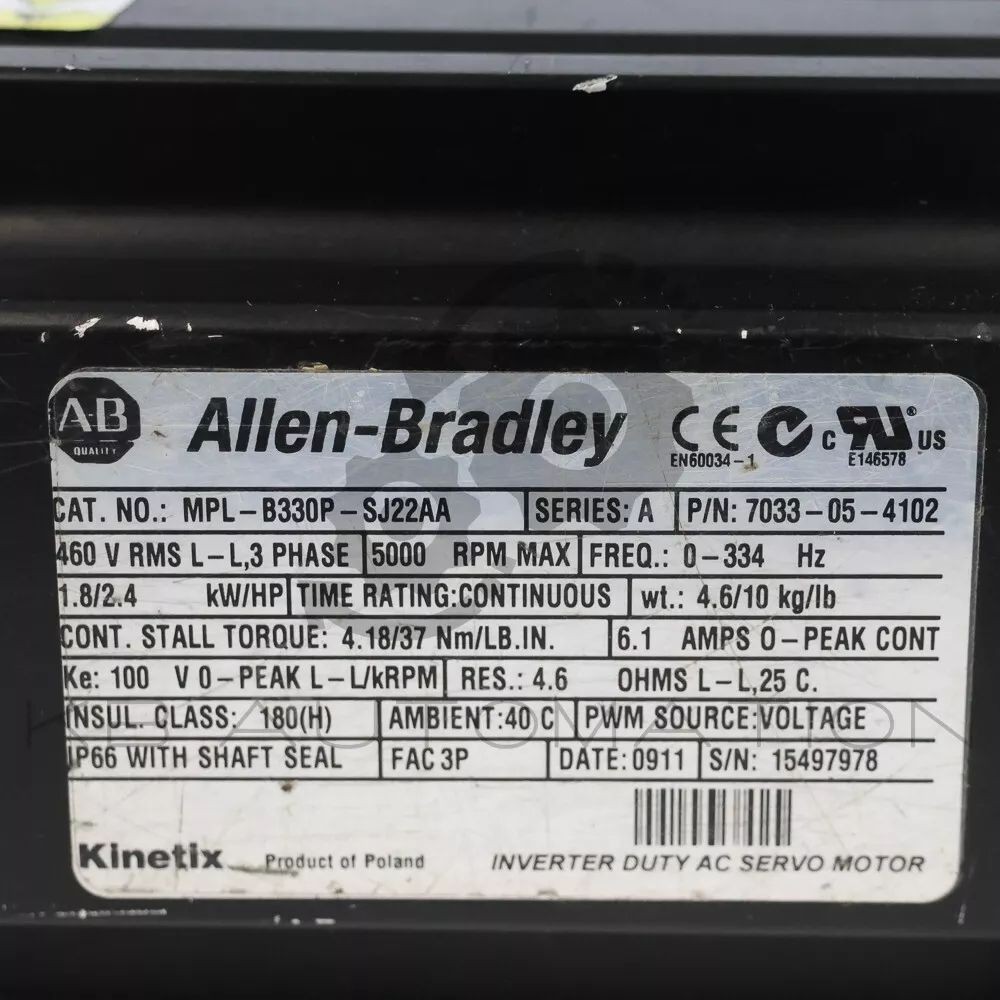 A-B
QUALITY
Allen-Bradley
CE
EN60034-1
c RU US
E146578
CAT. NO.: MPL-B330P-SJ22AA SERIES: A P/N: 7033-05-4102
460 V RMS L-L,3 PHASE 5000 RPM MAX FREQ.: 0-334 Hz
1.8/2.4 kW/HP TIME RATING:CONTINUOUS wt.: 4.6/10 kg/lb
CONT. STALL TORQUE: 4.18/37 Nm/LB.IN. 6.1 AMPS 0-PEAK CONT
Ke: 100 V 0-PEAK L-L/kRPM RES.: 4.6 OHMS L-L,25 C.
INSUL. CLASS: 180(H) AMBIENT:40 C PWM SOURCE:VOLTAGE
IP66 WITH SHAFT SEAL FAC 3P DATE:0911 S/N: 15497978
Kinetix Product of Poland INVERTER DUTY AC SERVO MOTOR